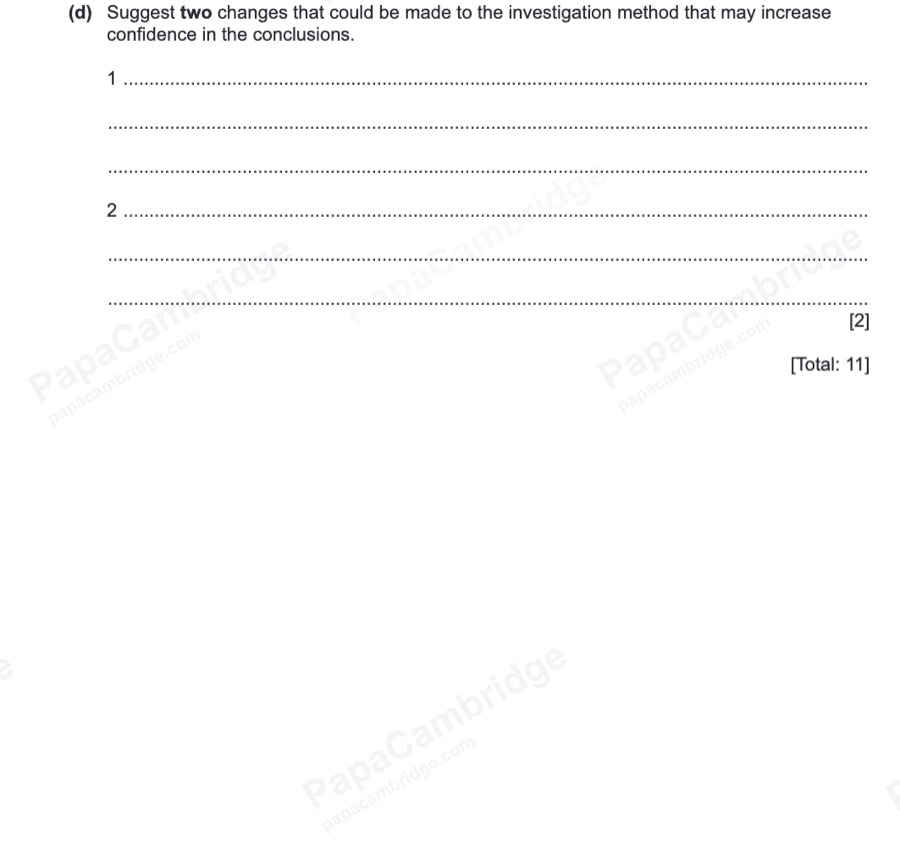 (d) Suggest two changes that could be made to the investigation method that may increase
confidence in the conclusions.
1 ....................................................................................................
....................................................................................................
....................................................................................................
2 ....................................................................................................
....................................................................................................
....................................................................................................
[2]
[Total: 11]
PapaCambridge
PapaCambridge
papacambridge.com
PapaCambridge
papacambridge.com
PapaCambridge
papacambridge.com